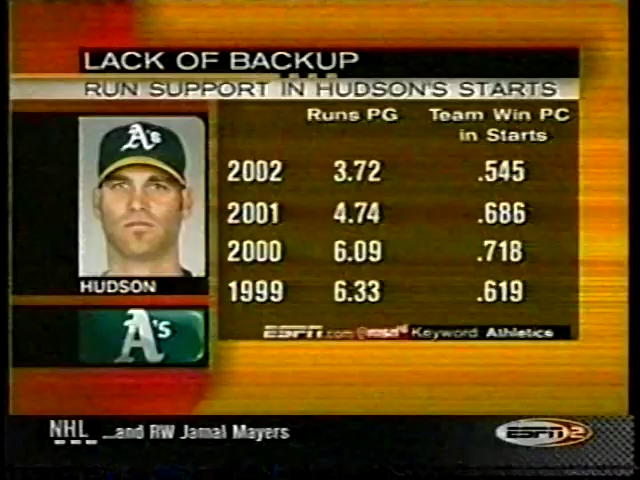 LACK OF BACKUP
RUN SUPPORT IN HUDSON'S STARTS
Runs PG Team Win PC
in Starts
2002 3.72 .545
2001 4.74 .686
2000 6.09 .718
1999 6.33 .619
A's
HUDSON
A's
ESPN.com @msn Keyword Athletics
NHL ...and RW Jamal Mayers
ESPN2